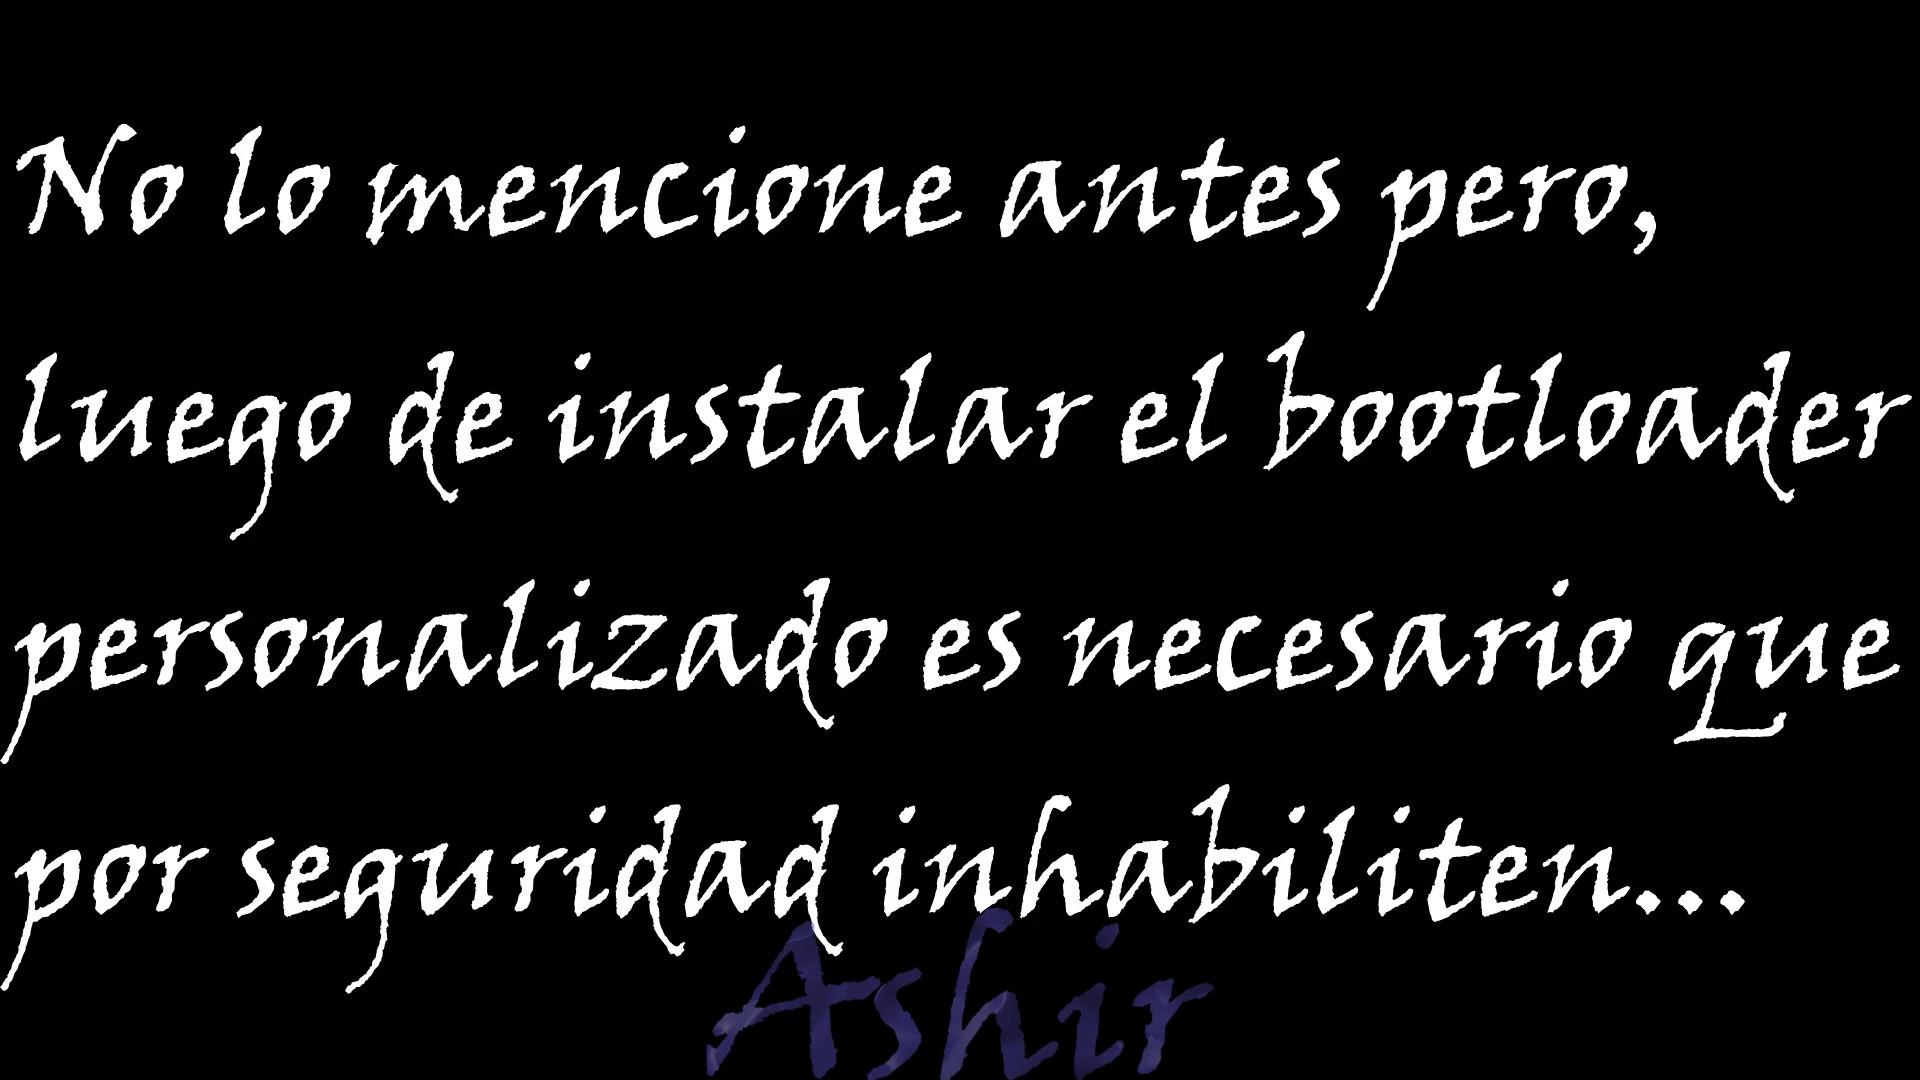 No lo mencione antes pero,
luego de instalar el bootloader
personalizado es necesario que
por seguridad inhabiliten...
Ashir